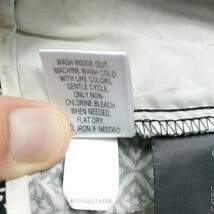 WASH INSIDE OUT,
MACHINE WASH COLD
WITH LIKE COLORS,
GENTLE CYCLE.
ONLY NON-
CHLORINE BLEACH
WHEN NEEDED.
FLAT DRY.
IRON IF NEEDED.